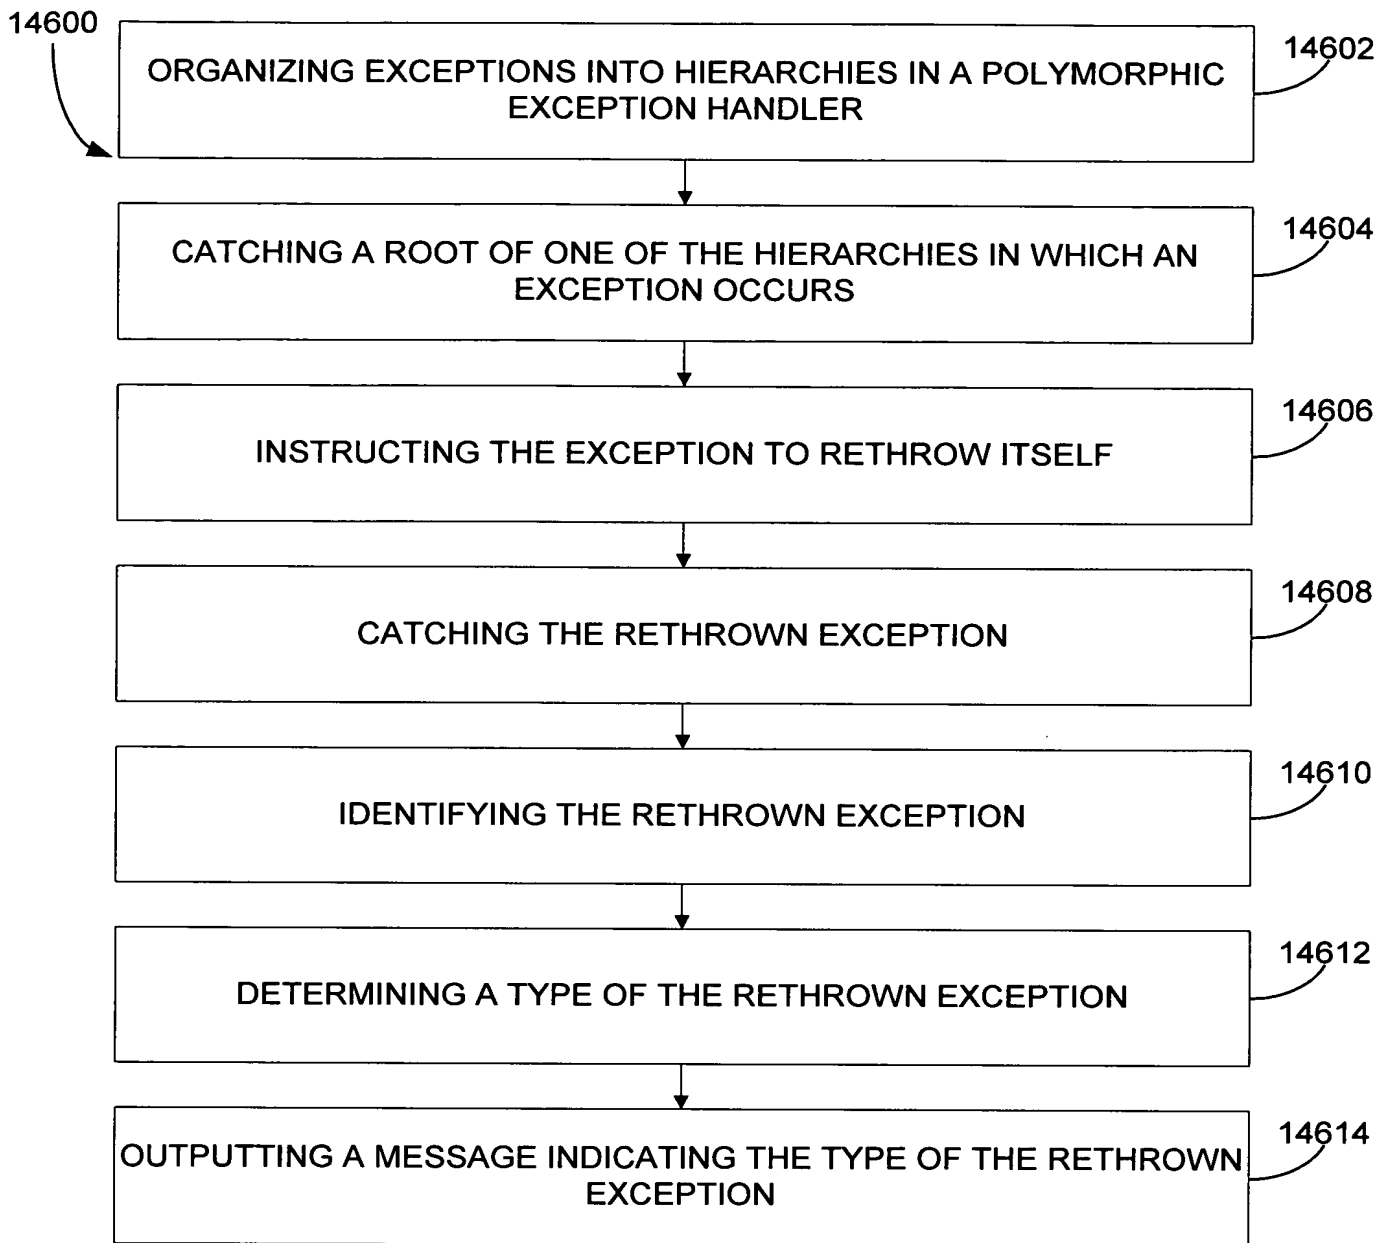 14600
ORGANIZING EXCEPTIONS INTO HIERARCHIES IN A POLYMORPHIC
EXCEPTION HANDLER
14602
CATCHING A ROOT OF ONE OF THE HIERARCHIES IN WHICH AN
EXCEPTION OCCURS
14604
INSTRUCTING THE EXCEPTION TO RETHROW ITSELF
14606
CATCHING THE RETHROWN EXCEPTION
14608
IDENTIFYING THE RETHROWN EXCEPTION
14610
DETERMINING A TYPE OF THE RETHROWN EXCEPTION
14612
OUTPUTTING A MESSAGE INDICATING THE TYPE OF THE RETHROWN
EXCEPTION
14614